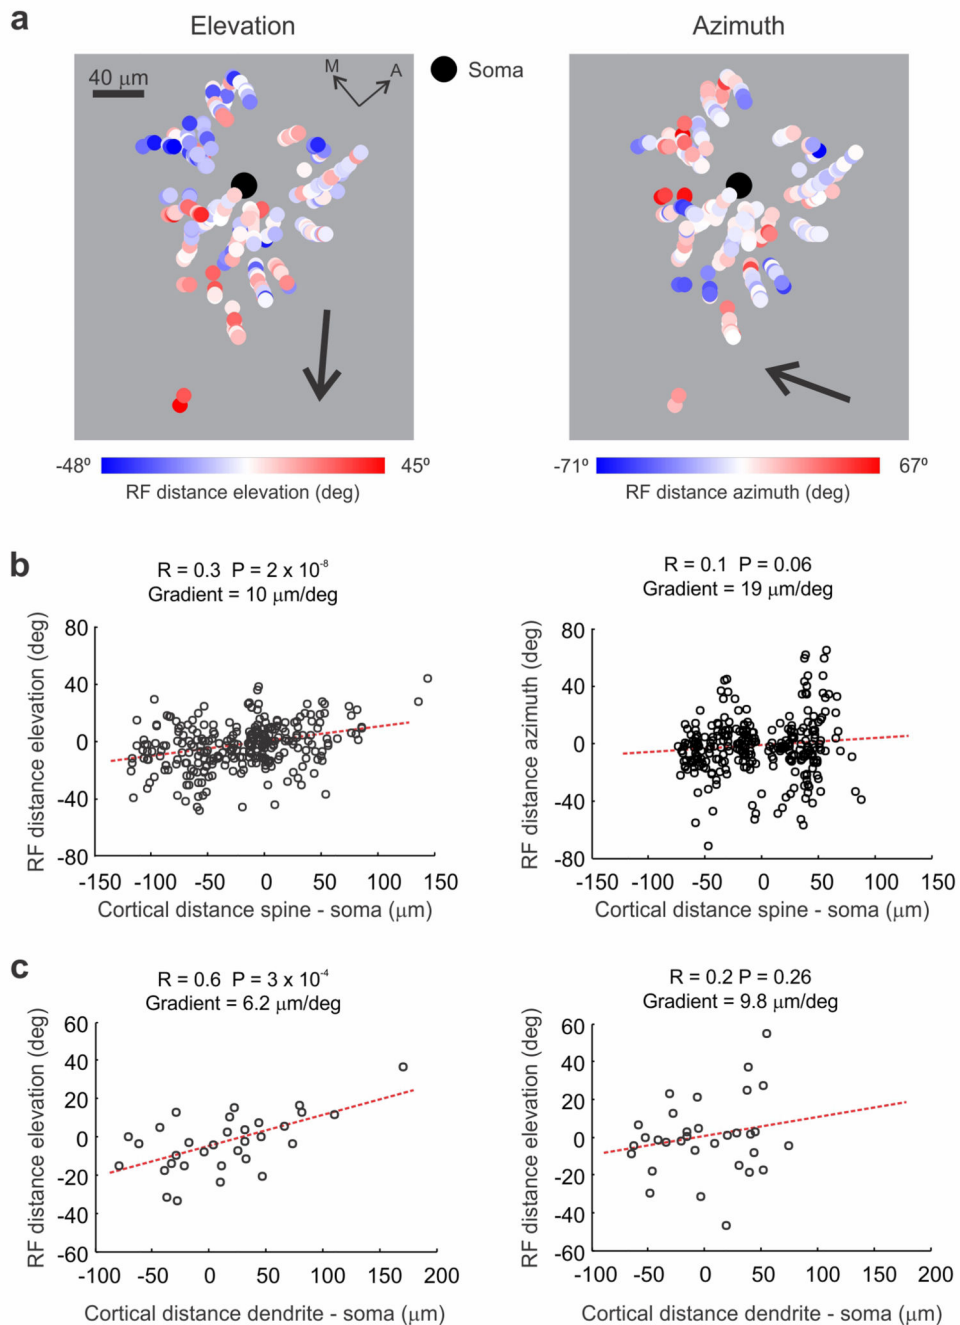 a
Elevation
Azimuth
40 μm
M
A
Soma
-48º
45º
RF distance elevation (deg)
-71º
67º
RF distance azimuth (deg)
b
R = 0.3 P = 2 x 10⁻⁸
Gradient = 10 μm/deg
RF distance elevation (deg)
80
40
0
-40
-80
-150 -100 -50 0 50 100 150
Cortical distance spine - soma (μm)
R = 0.1 P = 0.06
Gradient = 19 μm/deg
RF distance azimuth (deg)
80
40
0
-40
-80
-150 -100 -50 0 50 100 150
Cortical distance spine - soma (μm)
c
R = 0.6 P = 3 x 10⁻⁴
Gradient = 6.2 μm/deg
RF distance elevation (deg)
60
40
20
0
-20
-40
-60
-100 -50 0 50 100 150 200
Cortical distance dendrite - soma (μm)
R = 0.2 P = 0.26
Gradient = 9.8 μm/deg
RF distance elevation (deg)
60
40
20
0
-20
-40
-60
-100 -50 0 50 100 150 200
Cortical distance dendrite - soma (μm)